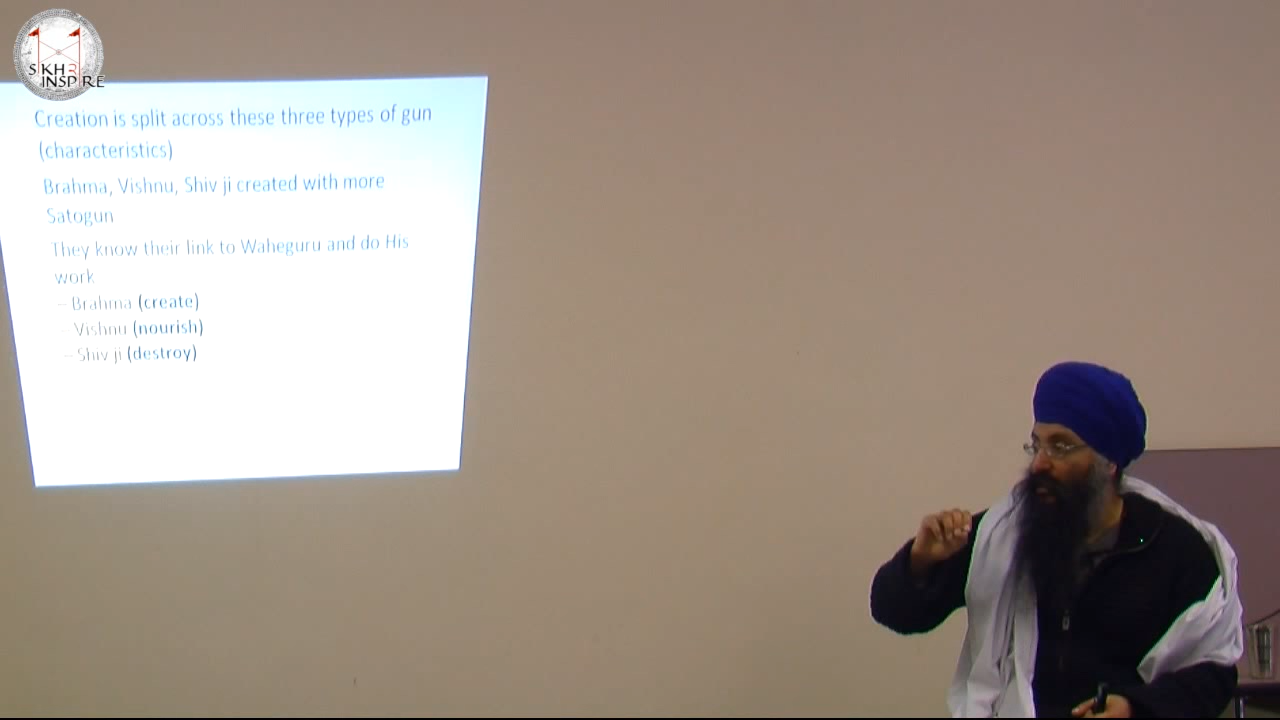 SIKH2
INSPIRE
Creation is split across these three types of gun
(characteristics)
Brahma, Vishnu, Shiv ji created with more
Satogun
They know their link to Waheguru and do His
work
– Brahma (create)
– Vishnu (nourish)
– Shiv ji (destroy)